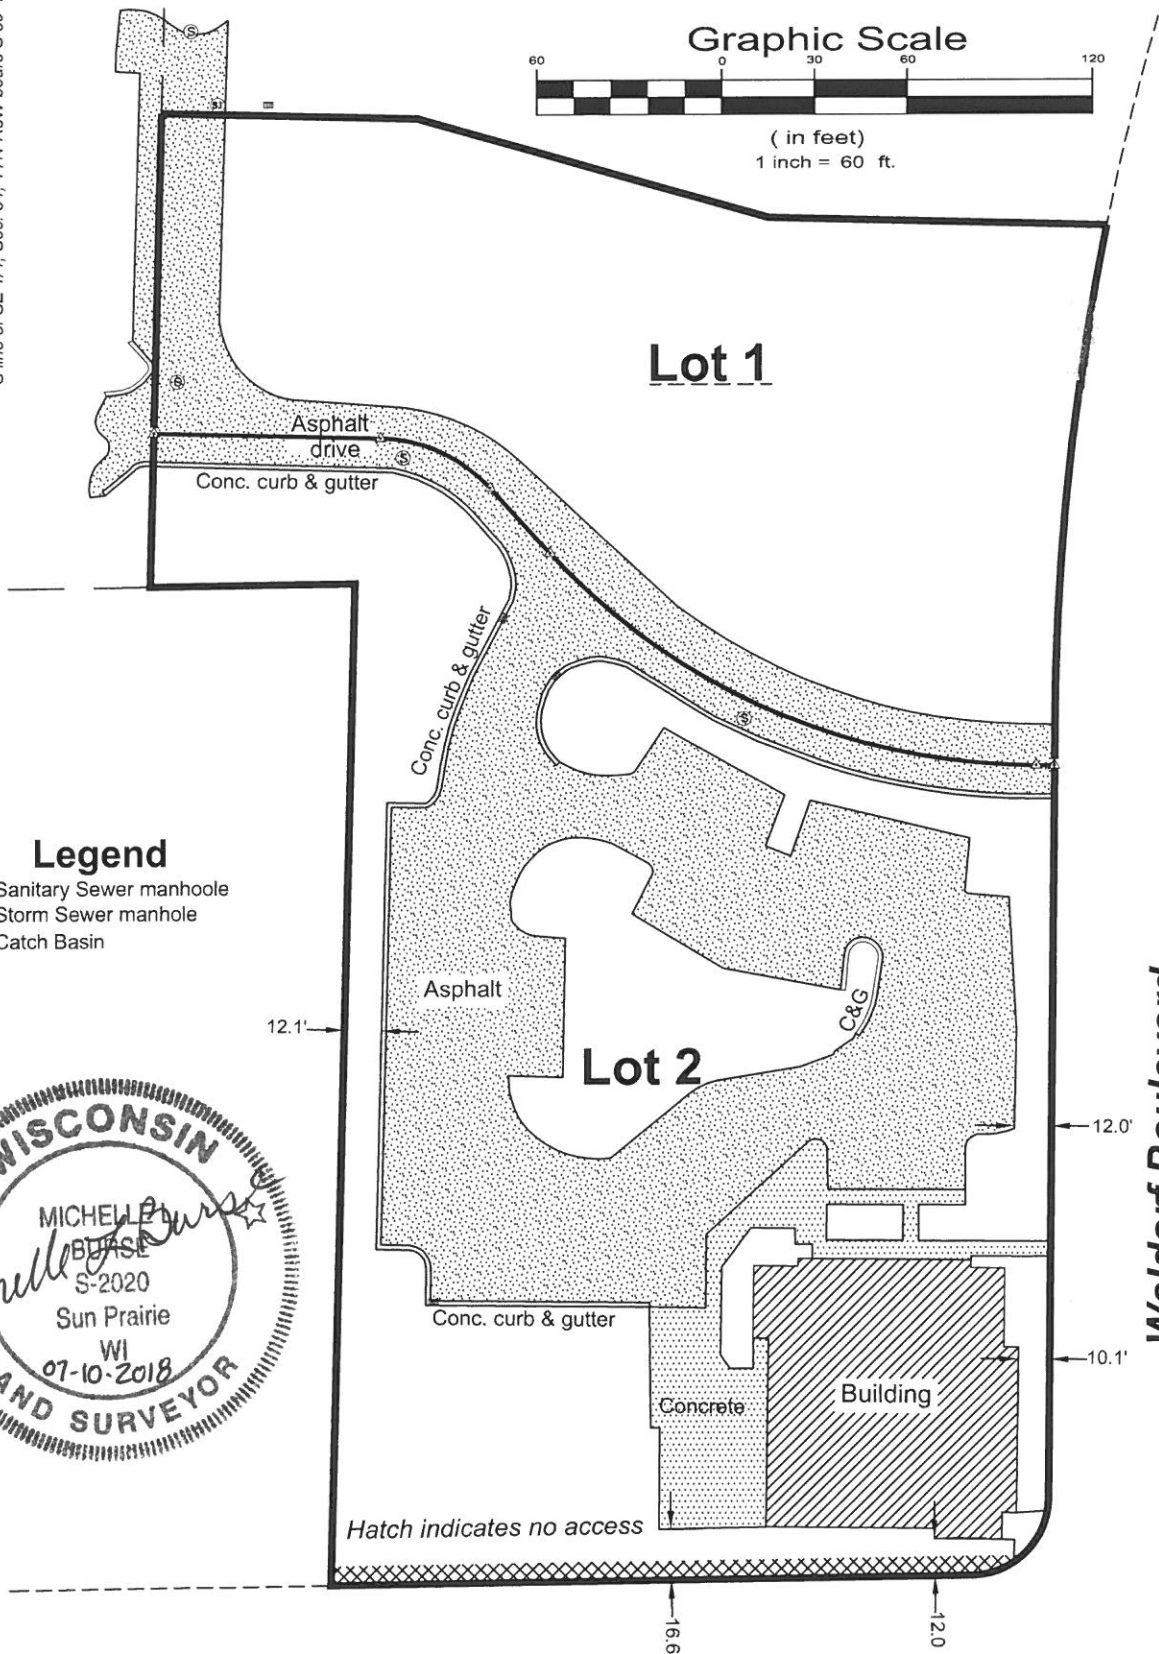 Graphic Scale
60 0 30 60 120
( in feet)
1 inch = 60 ft.
S
Lot 1
S
Asphalt
drive
S
Conc. curb & gutter
Conc. curb & gutter
S
Legend
Sanitary Sewer manhoole
Storm Sewer manhole
Catch Basin
Asphalt
C&G
12.1'
Lot 2
12.0'
WISCONSIN
MICHELLE L.
BURSE
S-2020
Sun Prairie
WI
07-10-2018
AND SURVEYOR
Conc. curb & gutter
10.1'
Building
Concrete
Hatch indicates no access
16.6
12.0